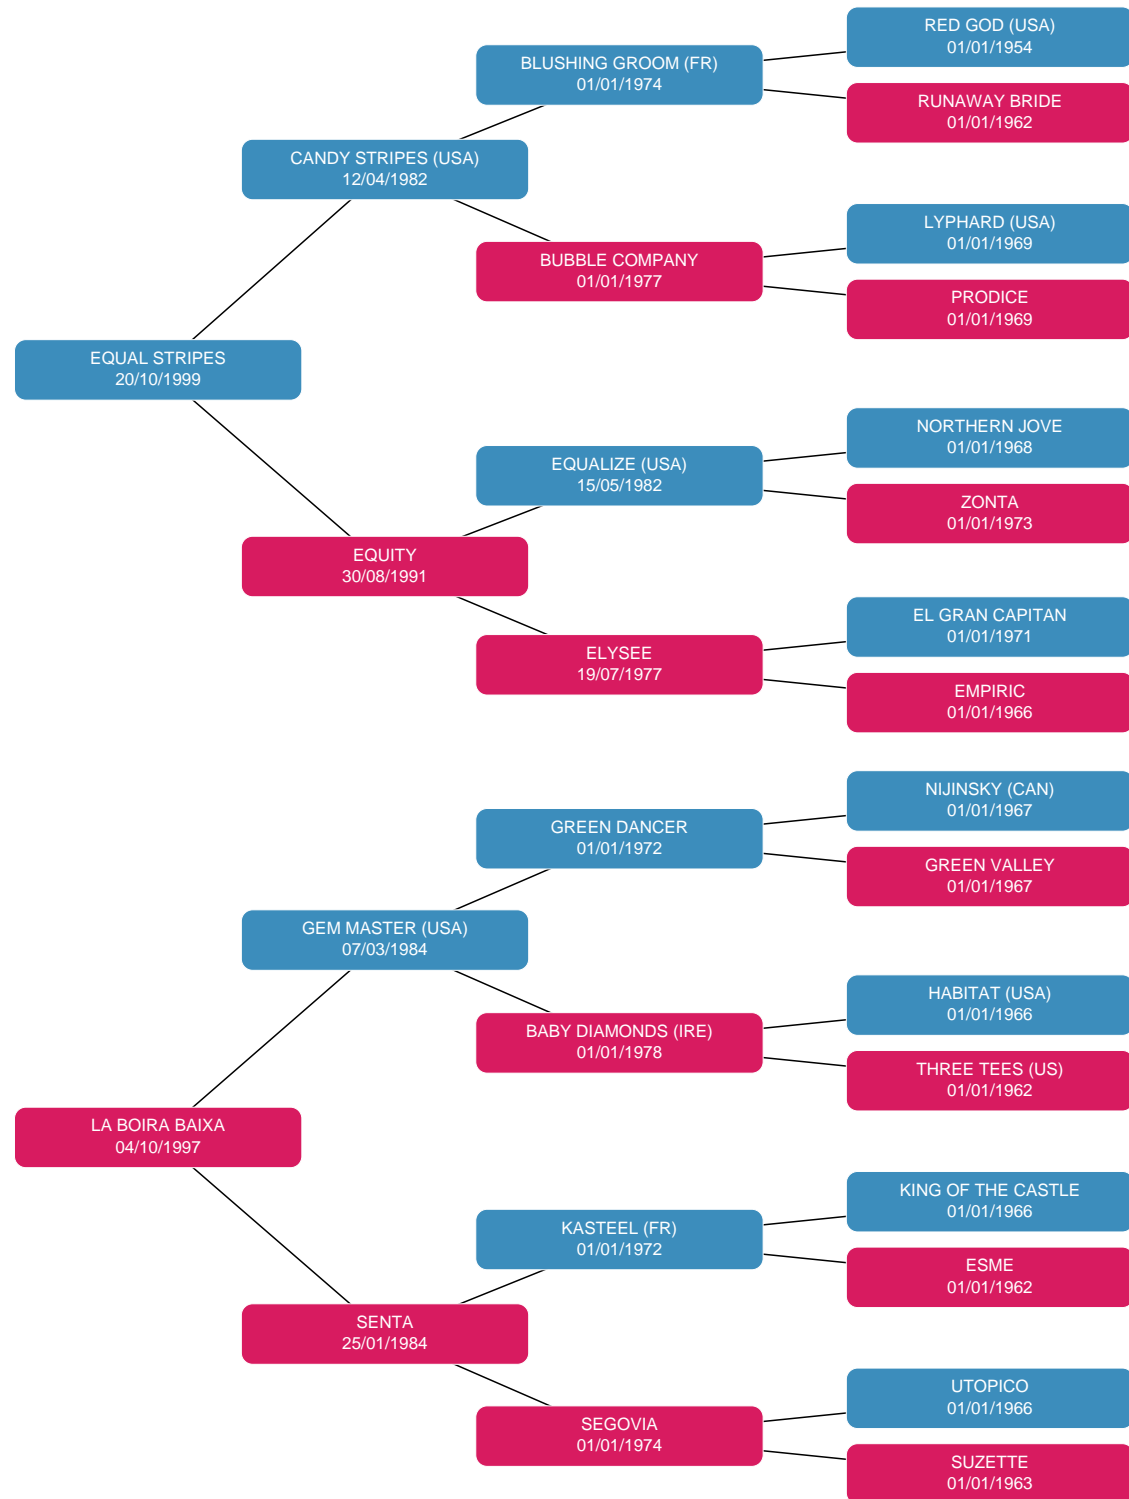 RED GOD (USA)
01/01/1954
BLUSHING GROOM (FR)
01/01/1974
RUNAWAY BRIDE
01/01/1962
CANDY STRIPES (USA)
12/04/1982
LYPHARD (USA)
01/01/1969
BUBBLE COMPANY
01/01/1977
PRODICE
01/01/1969
EQUAL STRIPES
20/10/1999
NORTHERN JOVE
01/01/1968
EQUALIZE (USA)
15/05/1982
ZONTA
01/01/1973
EQUITY
30/08/1991
EL GRAN CAPITAN
01/01/1971
ELYSEE
19/07/1977
EMPIRIC
01/01/1966
NIJINSKY (CAN)
01/01/1967
GREEN DANCER
01/01/1972
GREEN VALLEY
01/01/1967
GEM MASTER (USA)
07/03/1984
HABITAT (USA)
01/01/1966
BABY DIAMONDS (IRE)
01/01/1978
THREE TEES (US)
01/01/1962
LA BOIRA BAIXA
04/10/1997
KING OF THE CASTLE
01/01/1966
KASTEEL (FR)
01/01/1972
ESME
01/01/1962
SENTA
25/01/1984
UTOPICO
01/01/1966
SEGOVIA
01/01/1974
SUZETTE
01/01/1963